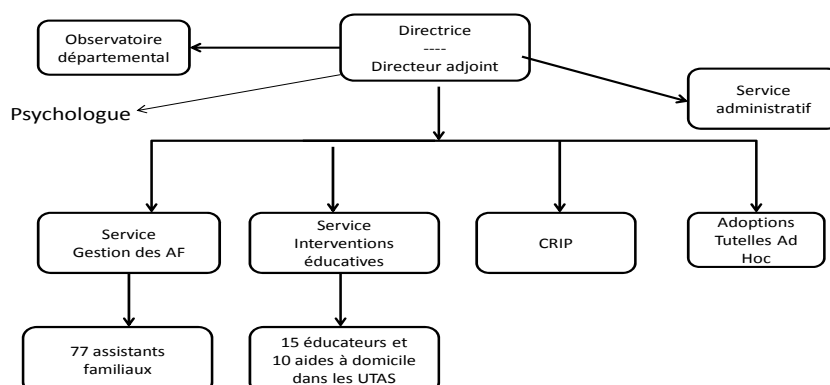 Observatoire
départemental
Directrice
----
Directeur adjoint
Psychologue
Service
administratif
Service
Gestion des AF
Service
Interventions
éducatives
CRIP
Adoptions
Tutelles Ad
Hoc
77 assistants
familiaux
15 éducateurs et
10 aides à domicile
dans les UTAS